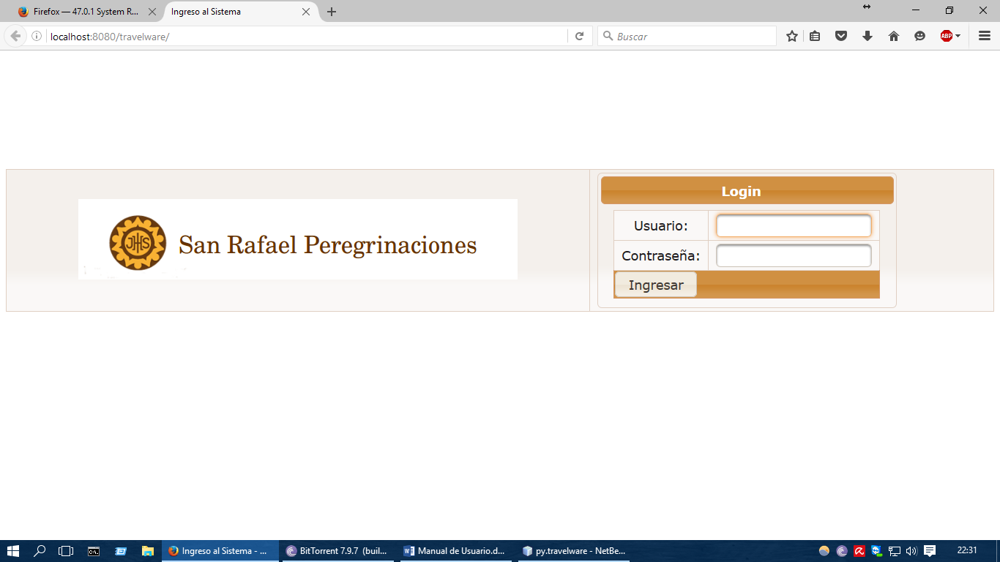 Firefox — 47.0.1 System R...
Ingreso al Sistema
localhost:8080/travelware/
Buscar
ABP
JHS
San Rafael Peregrinaciones
Login
Usuario:
Contraseña:
Ingresar
Ingreso al Sistema - ...
BitTorrent 7.9.7 (buil...
Manual de Usuario.d...
py.travelware - NetBe...
22:31